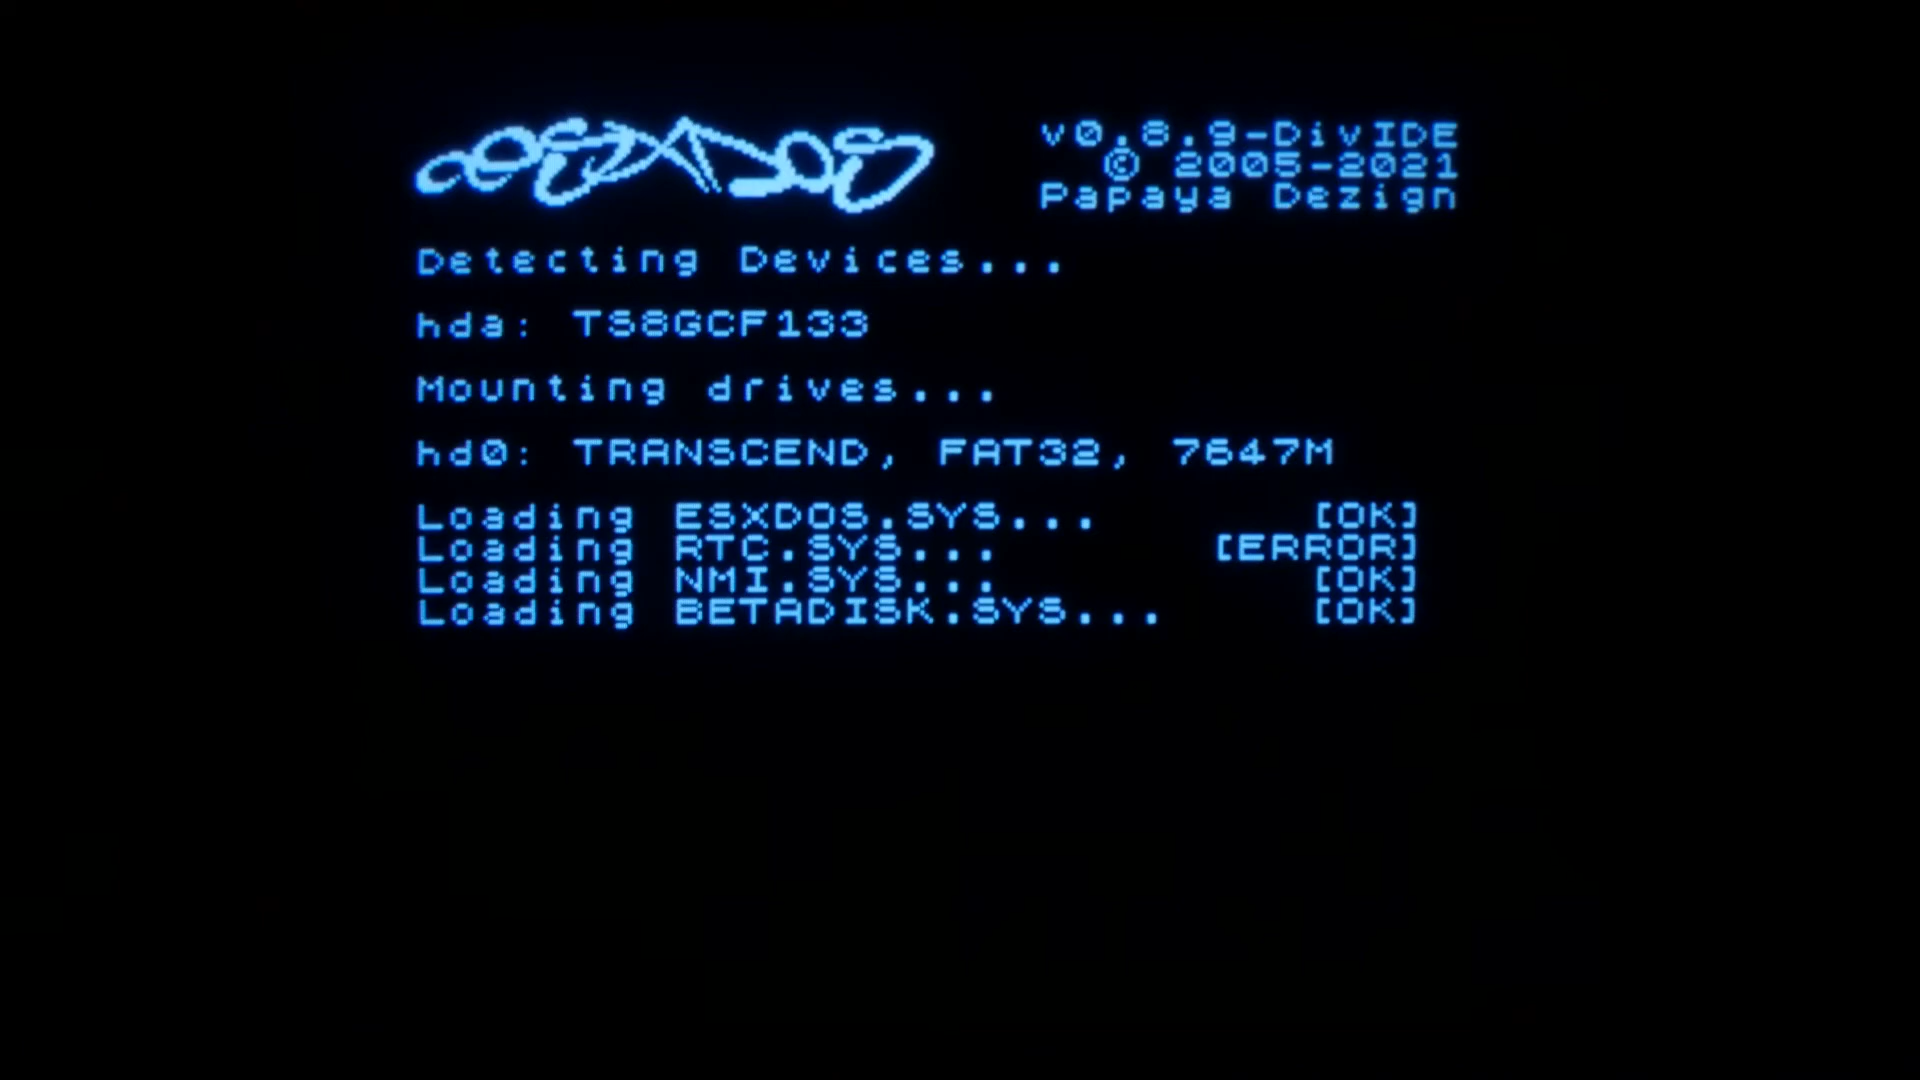 esxDOS v0.8.9-DivIDE
© 2005-2021
Papaya Dezign
Detecting Devices...
hda: TS8GCF133
Mounting drives...
hd0: TRANSCEND, FAT32, 7647M
Loading ESXDOS.SYS... [OK]
Loading RTC.SYS... [ERROR]
Loading NMI.SYS... [OK]
Loading BETADISK.SYS... [OK]